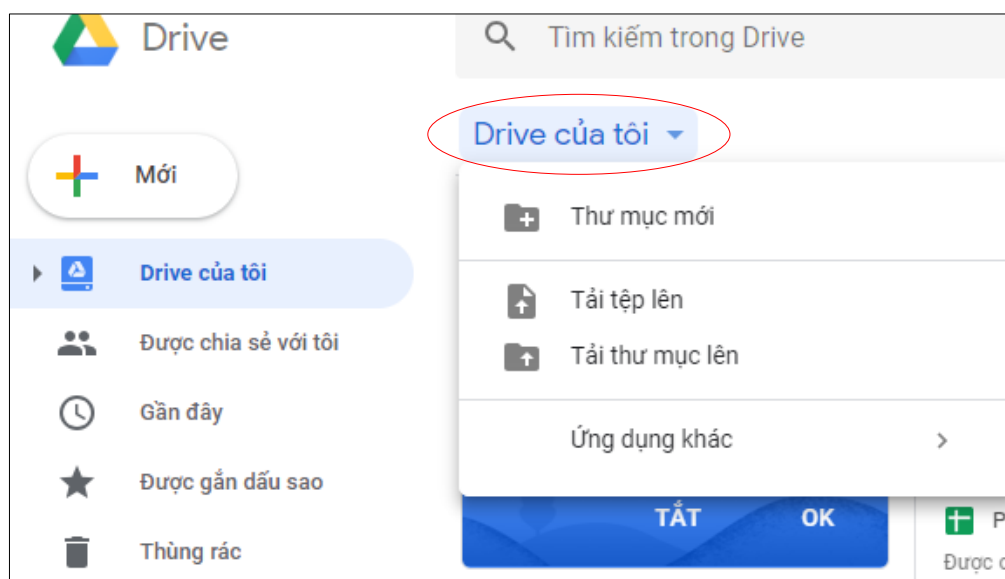 Drive
Tìm kiếm trong Drive
Drive của tôi
Mới
Thư mục mới
Drive của tôi
Tải tệp lên
Được chia sẻ với tôi
Tải thư mục lên
Gần đây
Ứng dụng khác
Được gắn dấu sao
TẮT OK
P
Thùng rác
Được